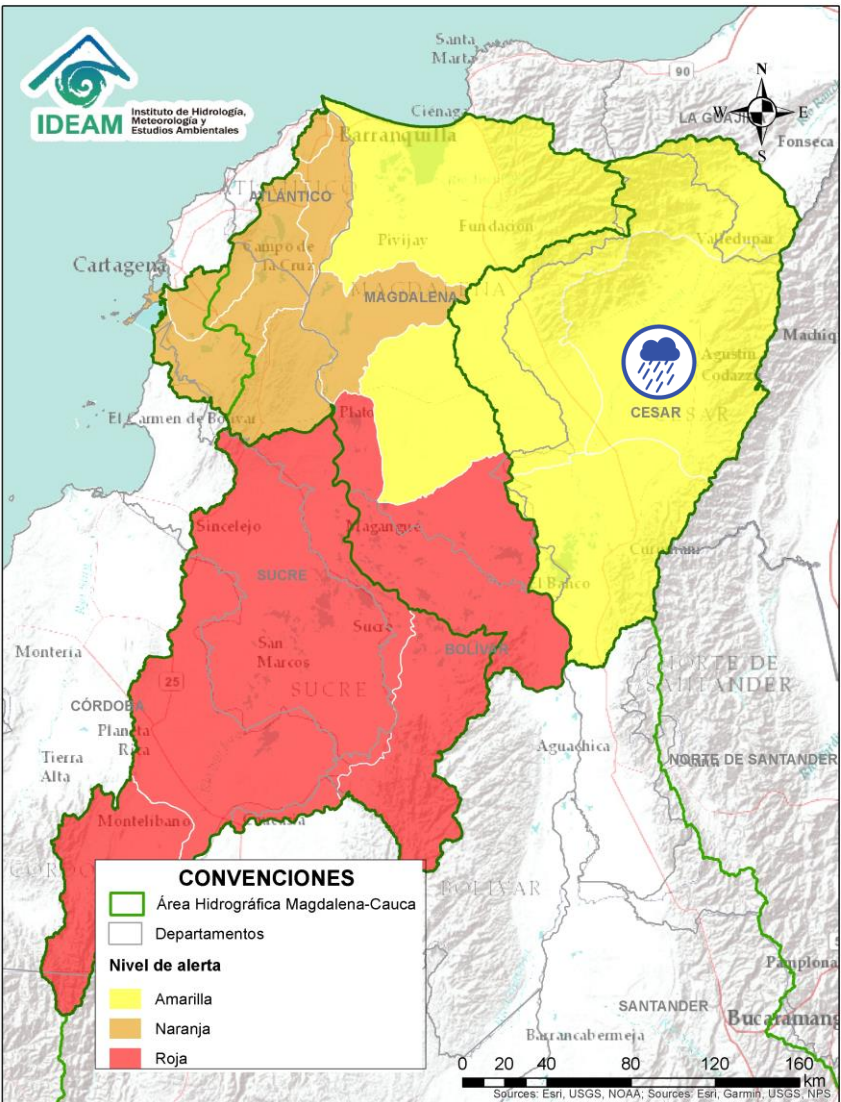 IDEAM
Instituto de Hidrología,
Meteorología y
Estudios Ambientales
Santa
Marta
90
N
W
E
S
Ciénaga
LA GUAJIRA
Fonseca
Barranquilla
ATLÁNTICO
Valledupar
Campo de
la Cruz
Pivijay
Fundación
Cartagena
MAGDALENA
Agustín
Codazzi
CESAR
Plato
El Carmen de Bolívar
Sincelejo
Magangué
SUCRE
El Banco
Montería
Sucre
San
Marcos
BOLÍVAR
SUCRE
NORTE DE
SANTANDER
25
CÓRDOBA
Planeta
Rica
Tierra
Alta
Aguachica
NORTE DE SANTANDER
Montelíbano
BOLÍVAR
CONVENCIONES
Área Hidrográfica Magdalena-Cauca
Departamentos
Nivel de alerta
Amarilla
Naranja
Roja
Pamplona
SANTANDER
Bucaramang
Barrancabermeja
0 20 40 80 120 160
km
Sources: Esri, USGS, NOAA; Sources: Esri, Garmin, USGS, NPS